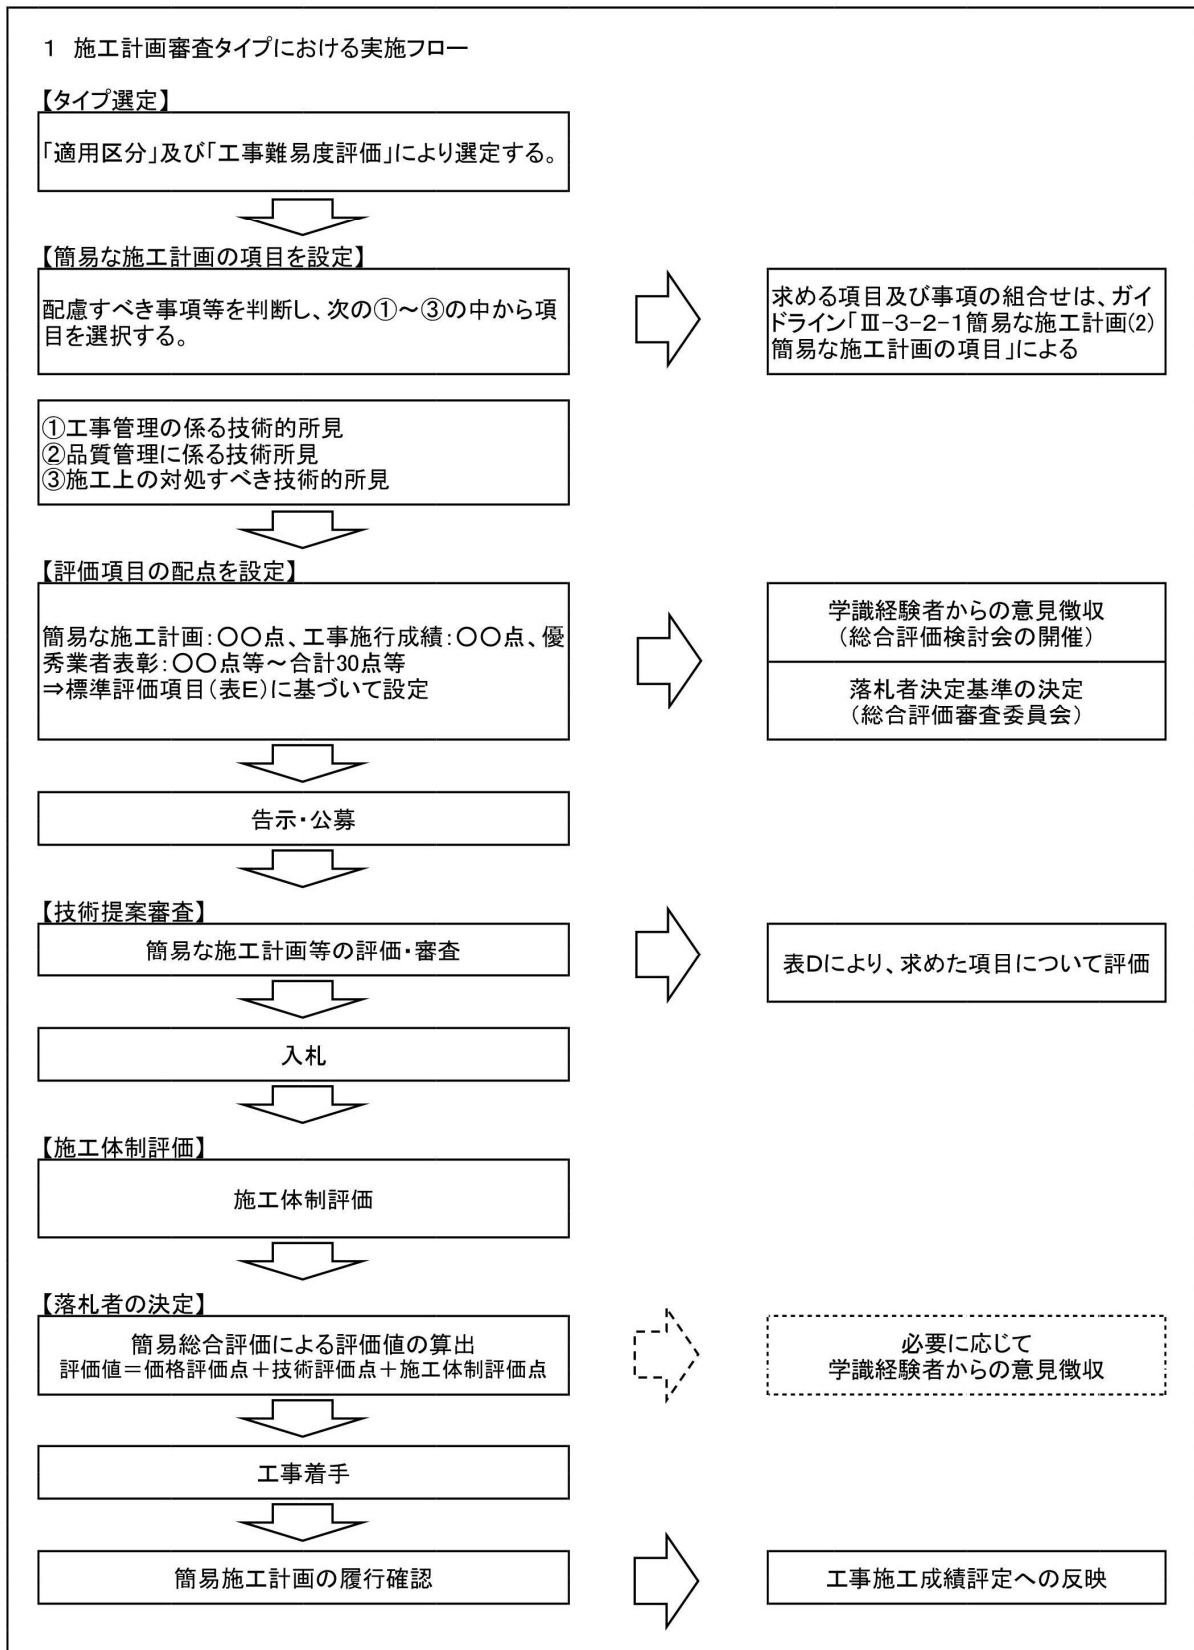 1 施工計画審査タイプにおける実施フロー
【タイプ選定】
「適用区分」及び「工事難易度評価」により選定する。
【簡易な施工計画の項目を設定】
配慮すべき事項等を判断し、次の①～③の中から項
目を選択する。
求める項目及び事項の組合せは、ガイ
ドライン「Ⅲ-3-2-1簡易な施工計画(2)
簡易な施工計画の項目」による
①工事管理の係る技術的所見
②品質管理に係る技術所見
③施工上の対処すべき技術的所見
【評価項目の配点を設定】
簡易な施工計画：〇〇点、工事施行成績：〇〇点、優
秀業者表彰：〇〇点等～合計30点等
⇒標準評価項目（表E）に基づいて設定
学識経験者からの意見徴収
（総合評価検討会の開催）
落札者決定基準の決定
（総合評価審査委員会）
告示・公募
【技術提案審査】
簡易な施工計画等の評価・審査
表Dにより、求めた項目について評価
入札
【施工体制評価】
施工体制評価
【落札者の決定】
簡易総合評価による評価値の算出
評価値＝価格評価点＋技術評価点＋施工体制評価点
必要に応じて
学識経験者からの意見徴収
工事着手
簡易施工計画の履行確認
工事施工成績評定への反映